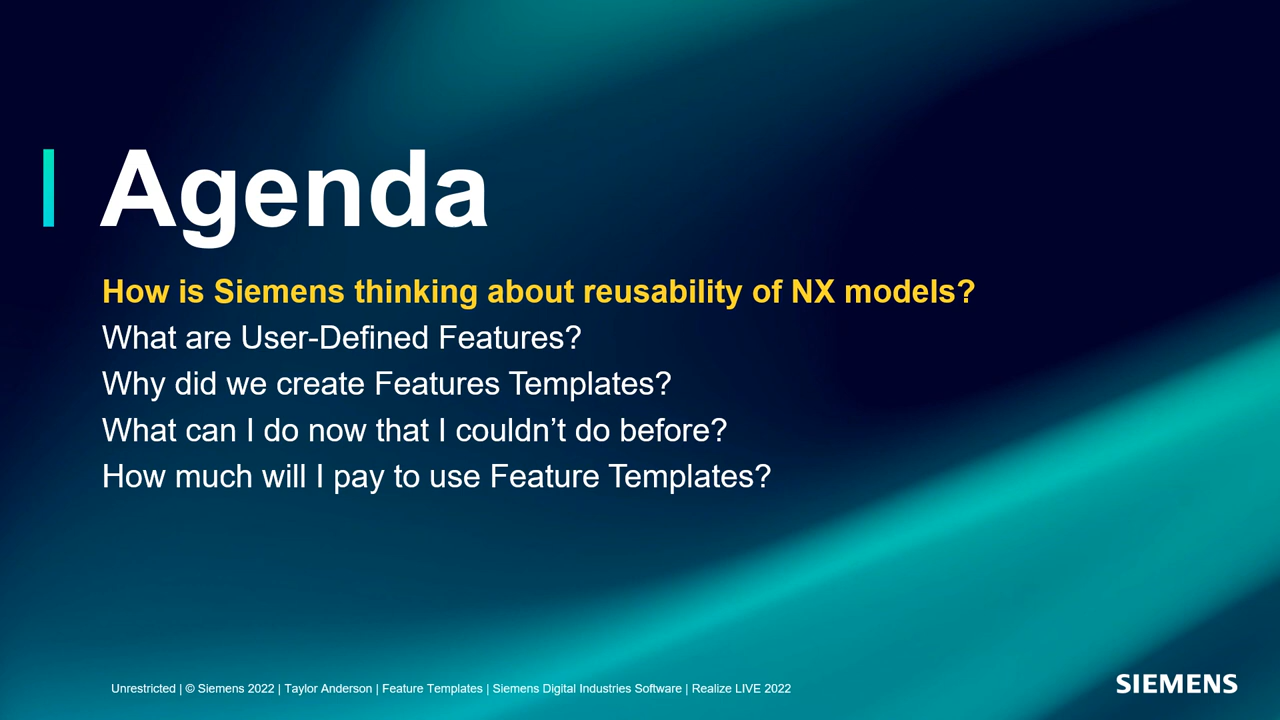 Agenda
How is Siemens thinking about reusability of NX models?
What are User-Defined Features?
Why did we create Features Templates?
What can I do now that I couldn’t do before?
How much will I pay to use Feature Templates?
Unrestricted | © Siemens 2022 | Taylor Anderson | Feature Templates | Siemens Digital Industries Software | Realize LIVE 2022
SIEMENS